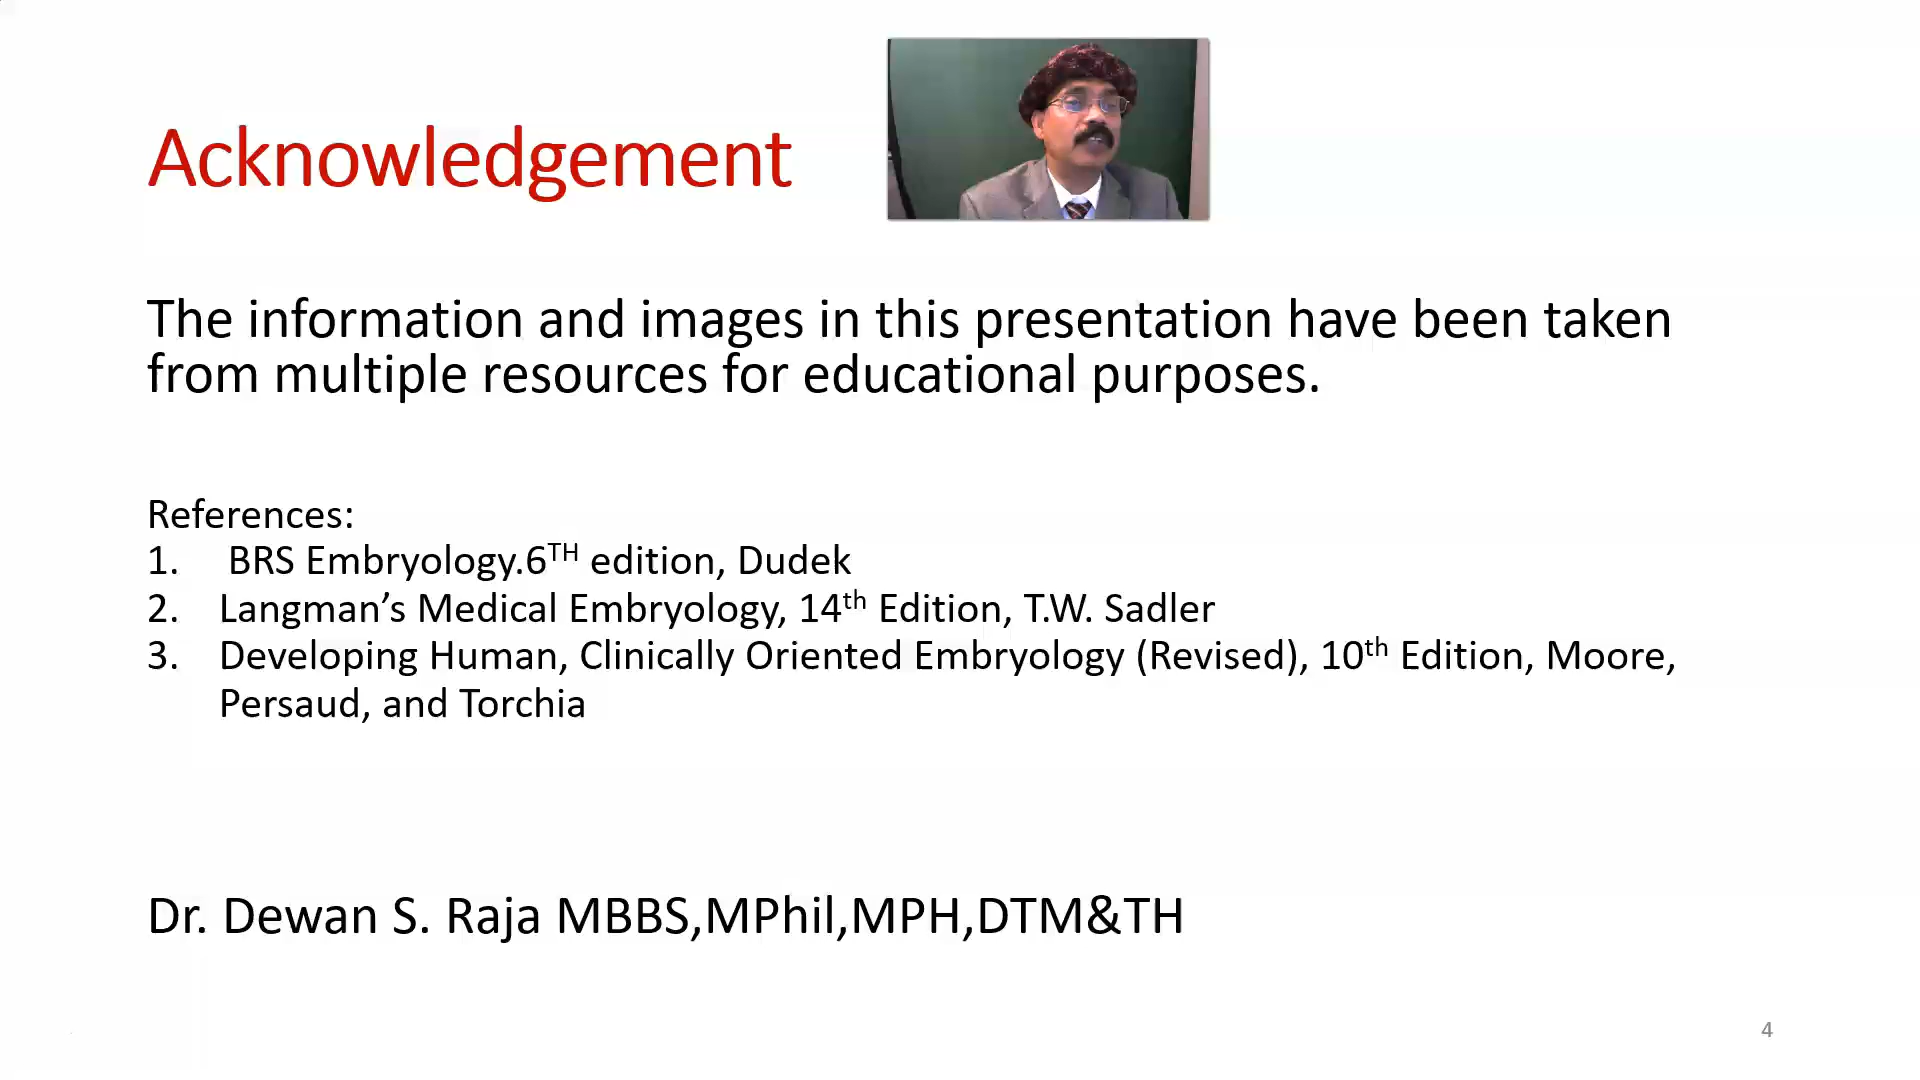 Acknowledgement
The information and images in this presentation have been taken
from multiple resources for educational purposes.
References:
1. BRS Embryology.6TH edition, Dudek
2. Langman’s Medical Embryology, 14th Edition, T.W. Sadler
3. Developing Human, Clinically Oriented Embryology (Revised), 10th Edition, Moore,
Persaud, and Torchia
Dr. Dewan S. Raja MBBS,MPhil,MPH,DTM&TH
4